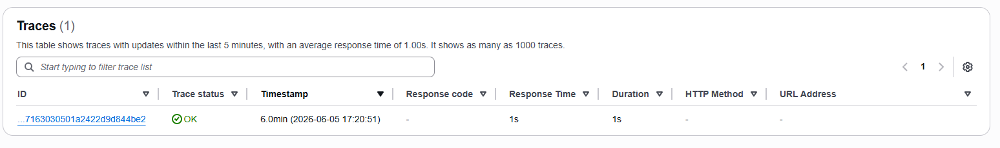 Traces (1)
This table shows traces with updates within the last 5 minutes, with an average response time of 1.00s. It shows as many as 1000 traces.
Start typing to filter trace list
1
ID Trace status Timestamp Response code Response Time Duration HTTP Method URL Address
...7163030501a2422d9d844be2 OK 6.0min (2026-06-05 17:20:51) - 1s 1s - -